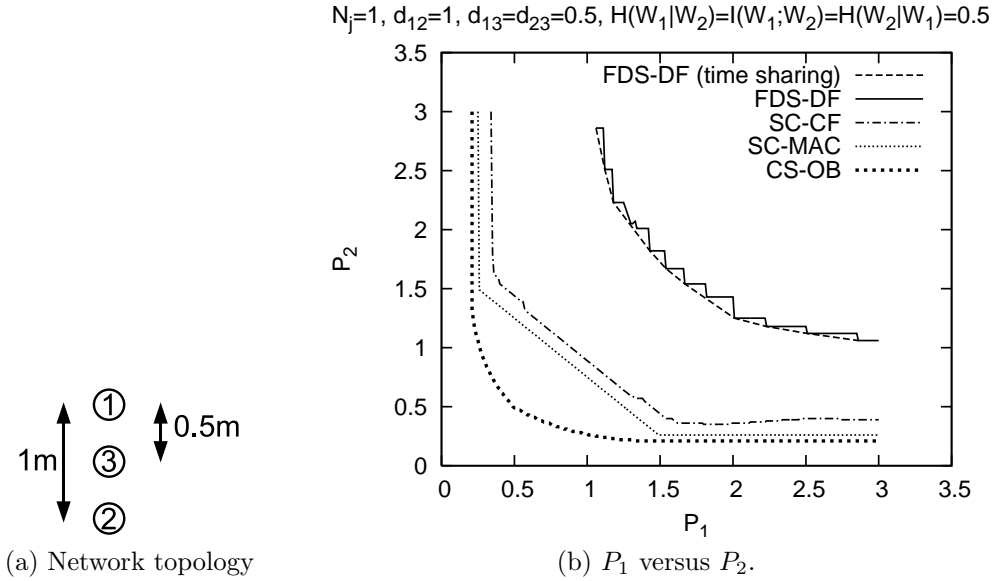 N_j=1, d_12=1, d_13=d_23=0.5, H(W_1|W_2)=I(W_1;W_2)=H(W_2|W_1)=0.5
3.5
3
2.5
2
1.5
1
0.5
0
P_2
FDS-DF (time sharing)
FDS-DF
SC-CF
SC-MAC
CS-OB
0 0.5 1 1.5 2 2.5 3 3.5
P_1
1
3
2
1m
0.5m
(a) Network topology
(b) P_1 versus P_2.